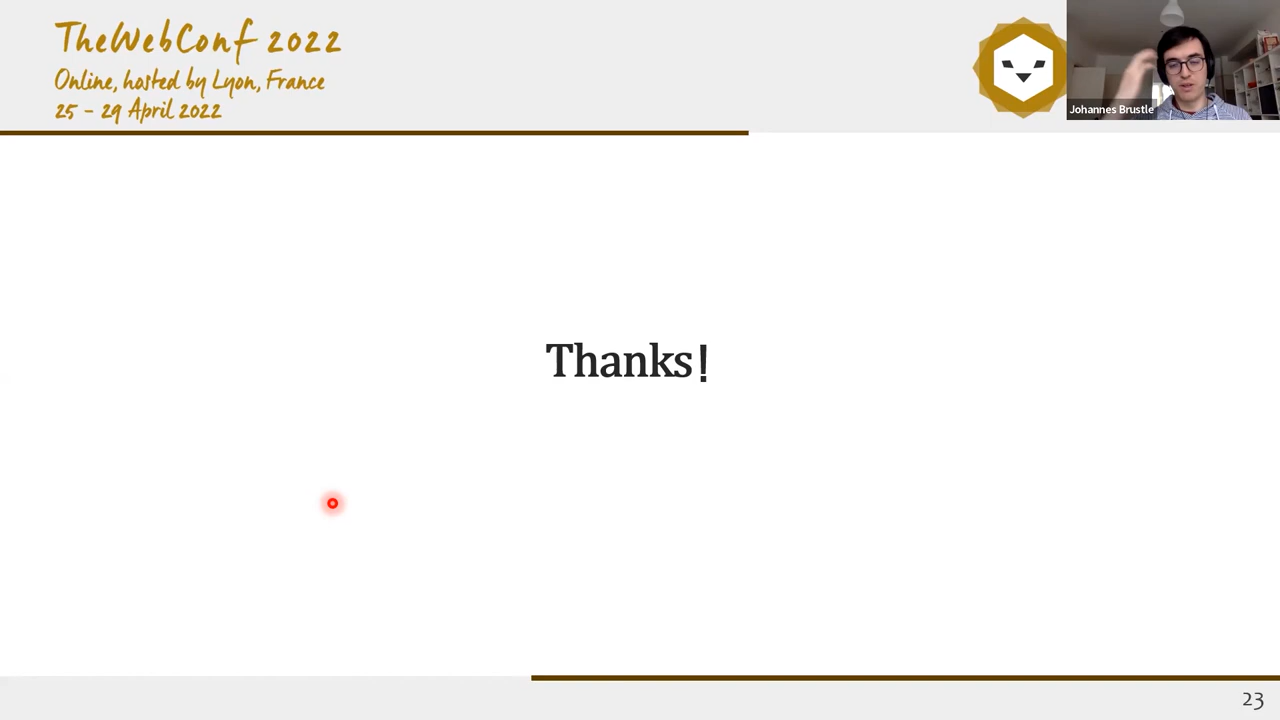 TheWebConf 2022
Online, hosted by Lyon, France
25 - 29 April 2022
Johannes Brustle
Thanks!
23